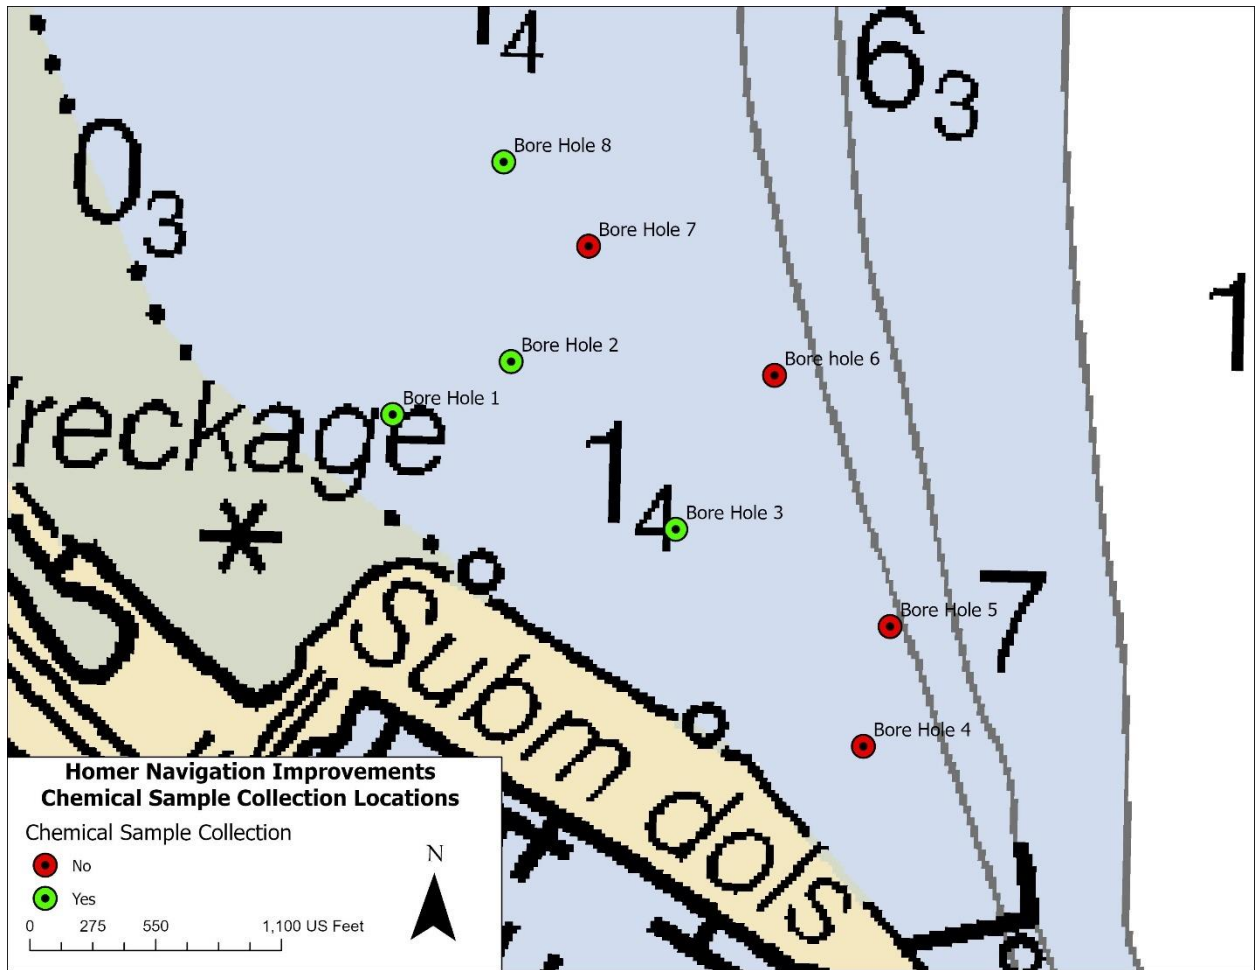 4
6
3
Bore Hole 8
0
3
Bore Hole 7
1
Bore Hole 2
Bore hole 6
Bore Hole 1
reckage
1
4
Bore Hole 3
7
Bore Hole 5
Subm dols
Bore Hole 4
Homer Navigation Improvements
Chemical Sample Collection Locations
Chemical Sample Collection
No
Yes
N
0 275 550 1,100 US Feet